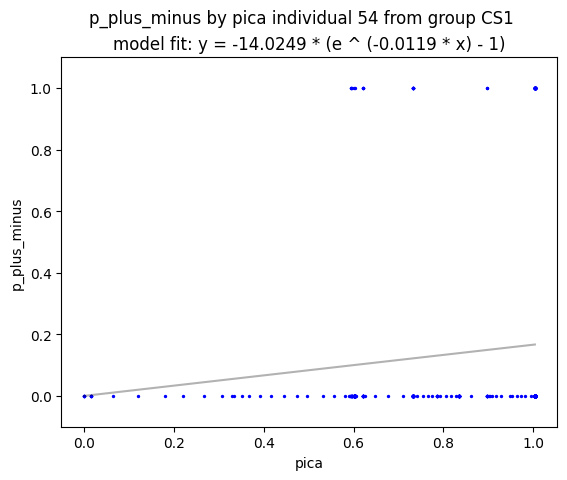 p_plus_minus by pica individual 54 from group CS1
model fit: y = -14.0249 * (e ^ (-0.0119 * x) - 1)
1.0
0.8
0.6
0.4
0.2
0.0
p_plus_minus
0.0 0.2 0.4 0.6 0.8 1.0
pica